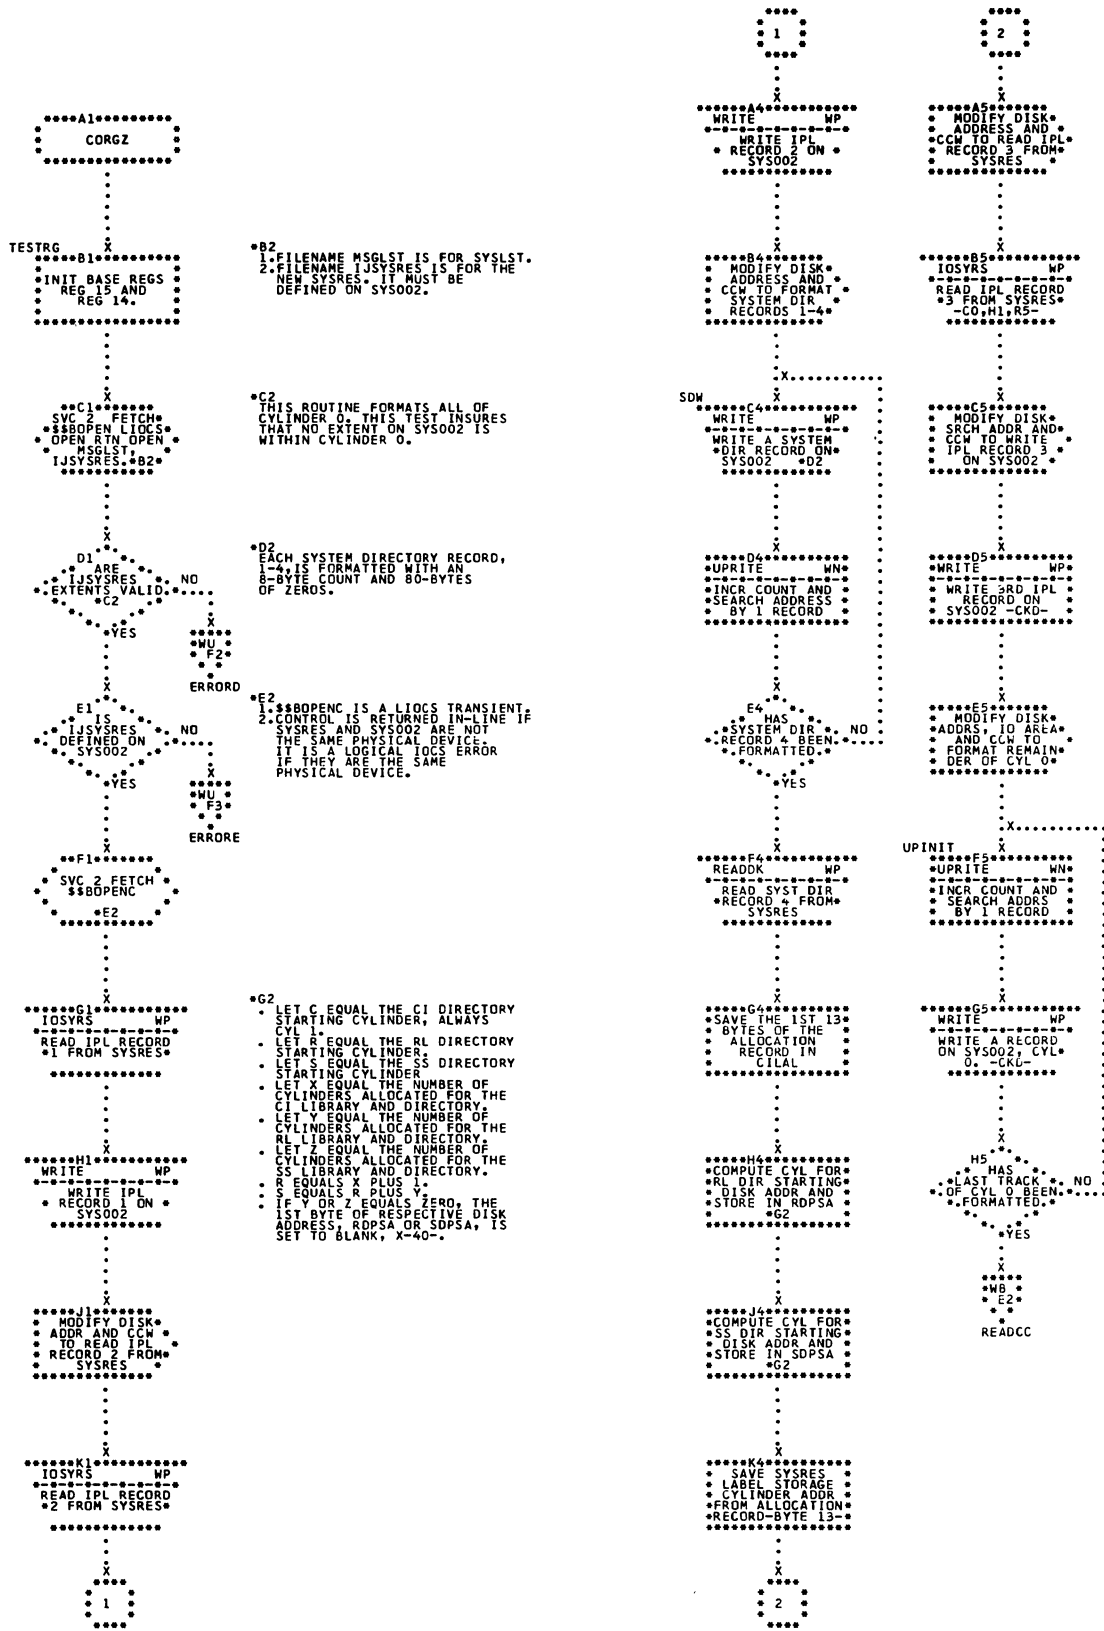 A1
CORGZ
TESTRG
B1
INIT BASE REGS
REG 15 AND
REG 14.
C1
SVC 2 FETCH
$$BOPEN LIOCS
OPEN RTN OPEN
MSGLST,
IJSYRES.*B2
D1
ARE
IJSYSRES
EXTENTS VALID
*C2
NO
YES
WU
F2
ERRORD
E1
IS
IJSYSRES
DEFINED ON
SYS002
NO
YES
WU
F3
ERRORE
F1
SVC 2 FETCH
$$BOPENC
*E2
G1
IOSYRS WP
READ IPL RECORD
1 FROM SYSRES
H1
WRITE WP
WRITE IPL
RECORD 1 ON
SYS002
J1
MODIFY DISK
ADDR AND CCW
TO READ IPL
RECORD 2 FROM
SYSRES
K1
IOSYRS WP
READ IPL RECORD
2 FROM SYSRES
1
*B2
1.FILENAME MSGLST IS FOR SYSLST.
2.FILENAME IJSYSRES IS FOR THE
NEW SYSRES. IT MUST BE
DEFINED ON SYS002.
*C2
THIS ROUTINE FORMATS ALL OF
CYLINDER 0. THIS TEST INSURES
THAT NO EXTENT ON SYS002 IS
WITHIN CYLINDER 0.
*D2
EACH SYSTEM DIRECTORY RECORD,
1-4,IS FORMATTED WITH AN
8-BYTE COUNT AND 80-BYTES
OF ZEROS.
*E2
1.$$BOPENC IS A LIOCS TRANSIENT.
2.CONTROL IS RETURNED IN-LINE IF
SYSRES AND SYS002 ARE NOT
THE SAME PHYSICAL DEVICE.
IT IS A LOGICAL IOCS ERROR
IF THEY ARE THE SAME
PHYSICAL DEVICE.
*G2
. LET C EQUAL THE CI DIRECTORY
STARTING CYLINDER, ALWAYS
CYL 1.
. LET R EQUAL THE RL DIRECTORY
STARTING CYLINDER.
. LET S EQUAL THE SS DIRECTORY
STARTING CYLINDER
. LET X EQUAL THE NUMBER OF
CYLINDERS ALLOCATED FOR THE
CI LIBRARY AND DIRECTORY.
. LET Y EQUAL THE NUMBER OF
CYLINDERS ALLOCATED FOR THE
RL LIBRARY AND DIRECTORY.
. LET Z EQUAL THE NUMBER OF
CYLINDERS ALLOCATED FOR THE
SS LIBRARY AND DIRECTORY.
. R EQUALS X PLUS 1.
. S EQUALS R PLUS Y.
. IF Y OR Z EQUALS ZERO, THE
1ST BYTE OF RESPECTIVE DISK
ADDRESS, RDPSA OR SDPSA, IS
SET TO BLANK, X-40-.
1
A4
WRITE WP
WRITE IPL
RECORD 2 ON
SYS002
B4
MODIFY DISK
ADDRESS AND
CCW TO FORMAT
SYSTEM DIR
RECORDS 1-4
SDW
C4
WRITE WP
WRITE A SYSTEM
DIR RECORD ON
SYS002 *D2
D4
UPRITE WN
INCR COUNT AND
SEARCH ADDRESS
BY 1 RECORD
E4
HAS
SYSTEM DIR
RECORD 4 BEEN
FORMATTED.
NO
YES
F4
READDK WP
READ SYST DIR
RECORD 4 FROM
SYSRES
G4
SAVE THE 1ST 13
BYTES OF THE
ALLOCATION
RECORD IN
CILAL
H4
COMPUTE CYL FOR
RL DIR STARTING
DISK ADDR AND
STORE IN RDPSA
*G2
J4
COMPUTE CYL FOR
SS DIR STARTING
DISK ADDR AND
STORE IN SDPSA
*G2
K4
SAVE SYSRES
LABEL STORAGE
CYLINDER ADDR
FROM ALLOCATION
RECORD-BYTE 13-
2
2
A5
MODIFY DISK
ADDRESS AND
CCW TO READ IPL
RECORD 3 FROM
SYSRES
B5
IOSYRS WP
READ IPL RECORD
3 FROM SYSRES
-C0,H1,R5-
C5
MODIFY DISK
SRCH ADDR AND
CCW TO WRITE
IPL RECORD 3
ON SYS002
D5
WRITE WP
WRITE 3RD IPL
RECORD ON
SYS002 -CKD-
E5
MODIFY DISK
ADDRS, IO AREA
AND CCW TO
FORMAT REMAIN
DER OF CYL 0
UPINIT
F5
UPRITE WN
INCR COUNT AND
SEARCH ADDRS
BY 1 RECORD
G5
WRITE WP
WRITE A RECORD
ON SYS002, CYL
0. -CKD-
H5
HAS
LAST TRACK
OF CYL 0 BEEN
FORMATTED.
NO
YES
WB
E2
READCC